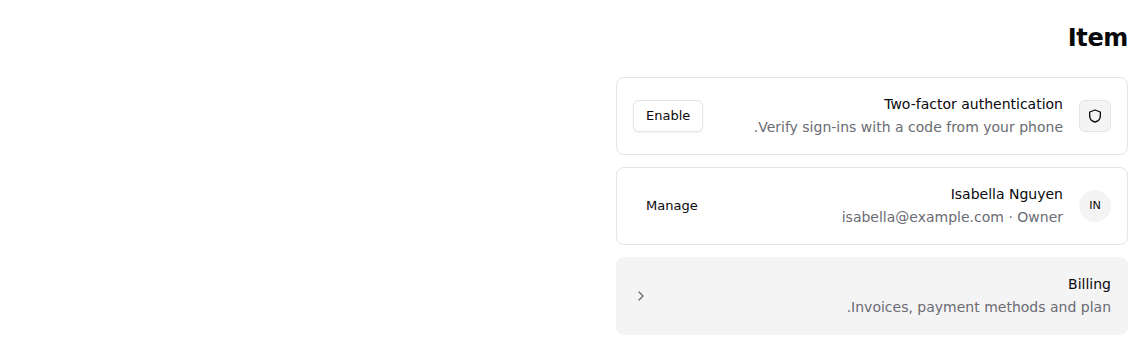 Item
Two-factor authentication
.Verify sign-ins with a code from your phone
Enable
IN
Isabella Nguyen
isabella@example.com · Owner
Manage
Billing
.Invoices, payment methods and plan